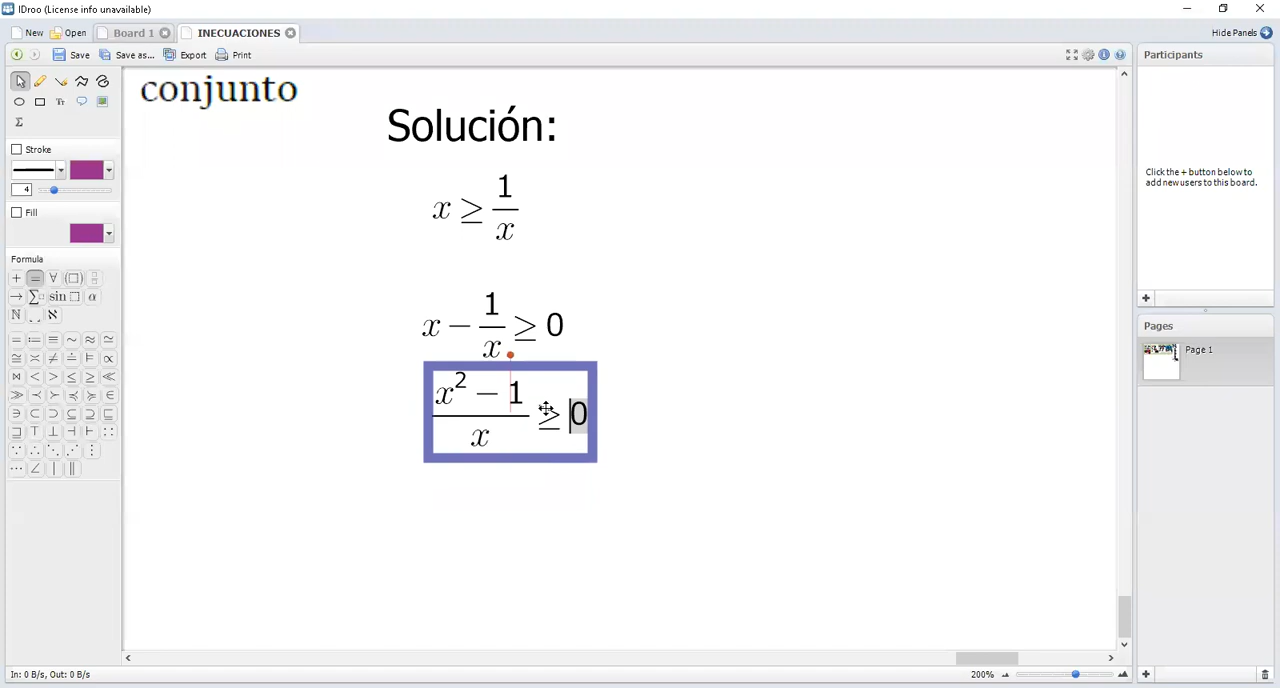 IDroo (License info unavailable)
New Open Board 1 INECUACIONES Hide Panels
Save Save as... Export Print
Participants
Click the + button below to
add new users to this board.
Pages
Page 1
Stroke
4
Fill
Formula
conjunto
Solución:
x ≥ 1/x
x − 1/x ≥ 0
(x² − 1)/x ≥ 0
In: 0 B/s, Out: 0 B/s
200%